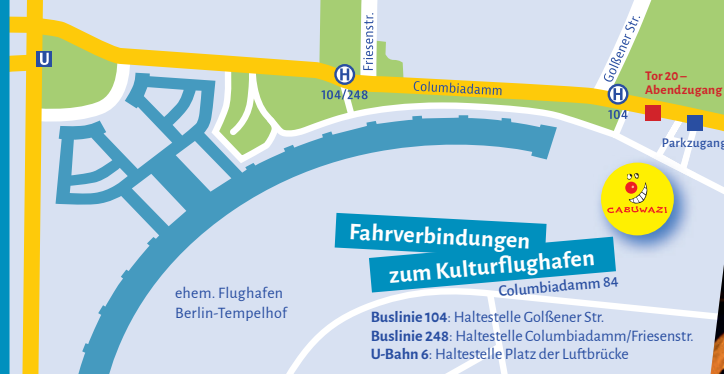 Friesenstr.
Golßener Str.
U
H
104/248
Columbiadamm
H
104
Tor 20 –
Abendzugang
Parkzugang
CABUWAZI
Fahrverbindungen
zum Kulturflughafen
Columbiadamm 84
ehem. Flughafen
Berlin-Tempelhof
Buslinie 104: Haltestelle Golßener Str.
Buslinie 248: Haltestelle Columbiadamm/Friesenstr.
U-Bahn 6: Haltestelle Platz der Luftbrücke